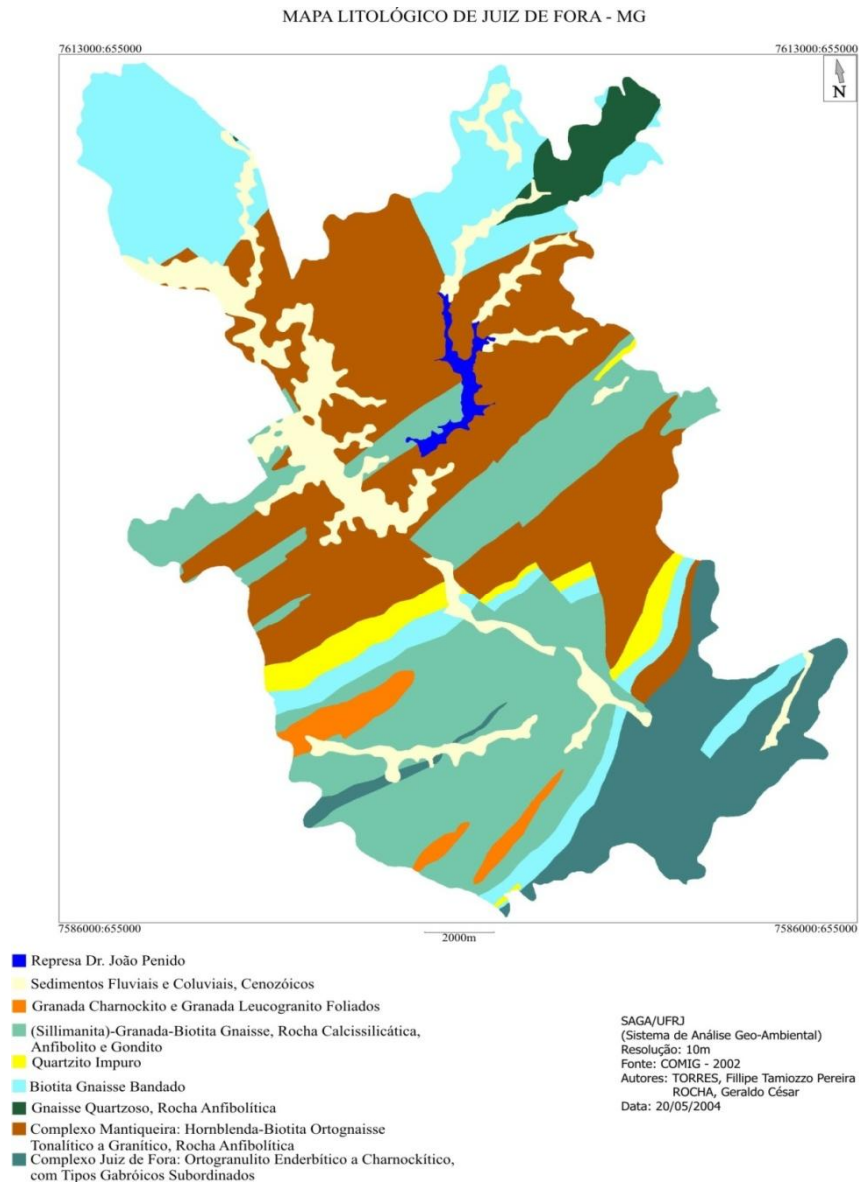 MAPA LITOLÓGICO DE JUIZ DE FORA - MG
7613000:655000
7613000:655000
N
7586000:655000
7586000:655000
2000m
Represa Dr. João Penido
Sedimentos Fluviais e Coluviais, Cenozóicos
Granada Charnockito e Granada Leucogranito Foliados
(Sillimanita)-Granada-Biotita Gnaisse, Rocha Calcissilicática,
Anfibolito e Gondito
Quartzito Impuro
Biotita Gnaisse Bandado
Gnaisse Quartzoso, Rocha Anfibolítica
Complexo Mantiqueira: Hornblenda-Biotita Ortognaisse
Tonalítico a Granítico, Rocha Anfibolítica
Complexo Juiz de Fora: Ortogranulito Enderbítico a Charnockítico,
com Tipos Gabróicos Subordinados
SAGA/UFRJ
(Sistema de Análise Geo-Ambiental)
Resolução: 10m
Fonte: COMIG - 2002
Autores: TORRES, Fillipe Tamiozzo Pereira
ROCHA, Geraldo César
Data: 20/05/2004